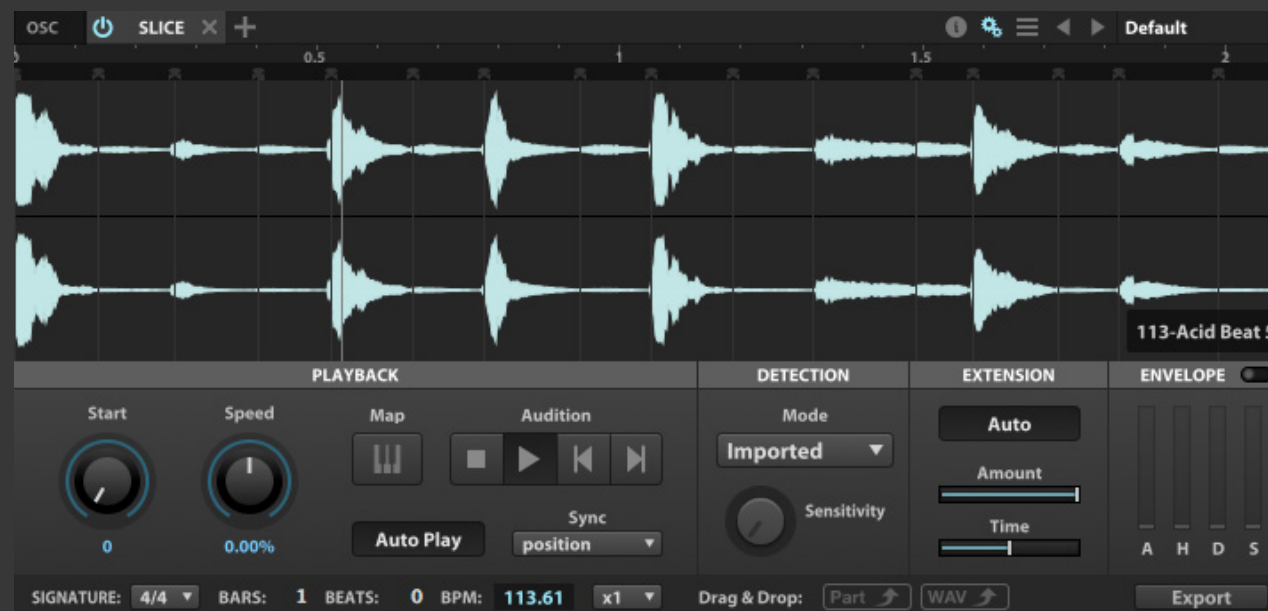 OSC SLICE Default
0.5 1 1.5 2
113-Acid Beat
PLAYBACK DETECTION EXTENSION ENVELOPE
Start Speed Map Audition Mode Auto
Imported
Amount
Sensitivity
Sync Time
0 0.00% Auto Play position A H D S
SIGNATURE: 4/4 BARS: 1 BEATS: 0 BPM: 113.61 x1 Drag & Drop: Part WAV Export